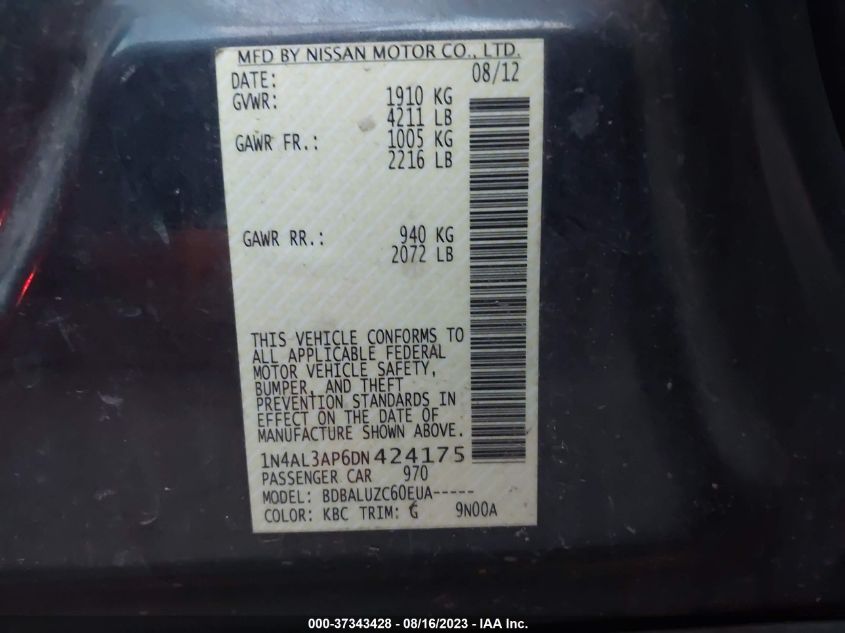 MFD BY NISSAN MOTOR CO., LTD.
DATE: 08/12
GVWR: 1910 KG
4211 LB
GAWR FR.: 1005 KG
2216 LB
GAWR RR.: 940 KG
2072 LB
THIS VEHICLE CONFORMS TO
ALL APPLICABLE FEDERAL
MOTOR VEHICLE SAFETY,
BUMPER, AND THEFT
PREVENTION STANDARDS IN
EFFECT ON THE DATE OF
MANUFACTURE SHOWN ABOVE.
1N4AL3AP6DN424175
PASSENGER CAR 970
MODEL: BDBALUZC60EUA-----
COLOR: KBC TRIM: G 9N00A
000-37343428 - 08/16/2023 - IAA Inc.